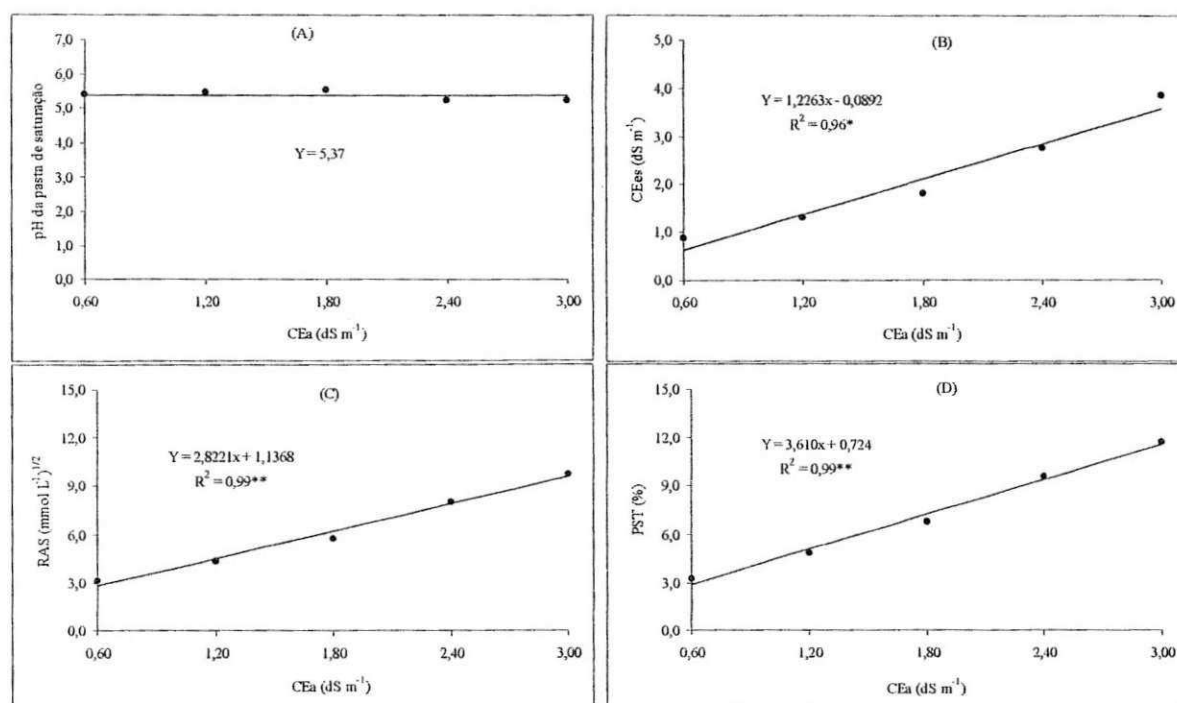 (A)
7,0
6,0
5,0
4,0
3,0
2,0
1,0
0,0
pH da pasta de saturação
Y = 5,37
0,60 1,20 1,80 2,40 3,00
CEa (dS m⁻¹)
(B)
5,0
4,0
3,0
2,0
1,0
0,0
CEes (dS m⁻¹)
Y = 1,2263x - 0,0892
R² = 0,96*
0,60 1,20 1,80 2,40 3,00
CEa (dS m⁻¹)
(C)
15,0
12,0
9,0
6,0
3,0
0,0
RAS (mmol L⁻¹)¹/²
Y = 2,8221x + 1,1368
R² = 0,99**
0,60 1,20 1,80 2,40 3,00
CEa (dS m⁻¹)
(D)
15,0
12,0
9,0
6,0
3,0
0,0
PST (%)
Y = 3,610x + 0,724
R² = 0,99**
0,60 1,20 1,80 2,40 3,00
CEa (dS m⁻¹)